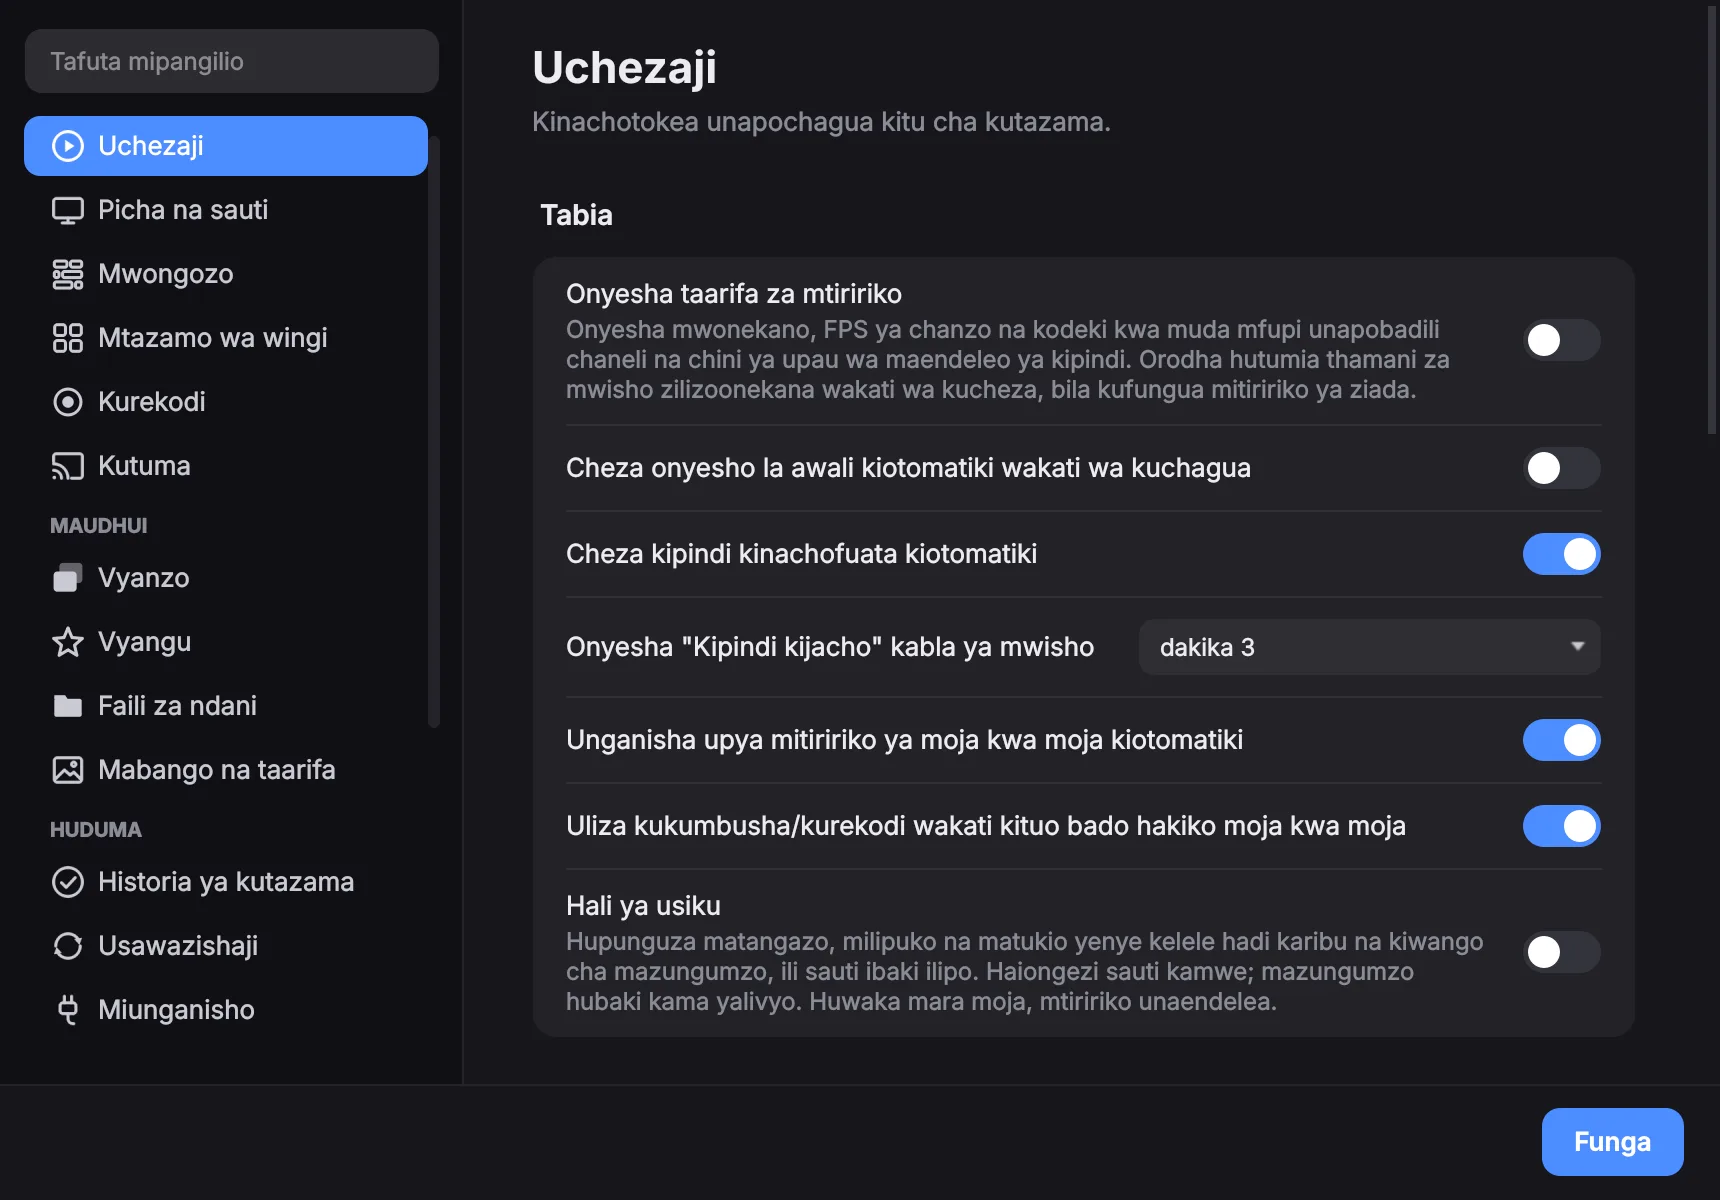 Tafuta mipangilio
Uchezaji
Picha na sauti
Mwongozo
Mtazamo wa wingi
Kurekodi
Kutuma
MAUDHUI
Vyanzo
Vyangu
Faili za ndani
Mabango na taarifa
HUDUMA
Historia ya kutazama
Usawazishaji
Miunganisho
Uchezaji
Kinachotokea unapochagua kitu cha kutazama.
Tabia
Onyesha taarifa za mtiririko
Onyesha mwonekano, FPS ya chanzo na kodeki kwa muda mfupi unapobadili
chaneli na chini ya upau wa maendeleo ya kipindi. Orodha hutumia thamani za
mwisho zilizoonekana wakati wa kucheza, bila kufungua mitiririko ya ziada.
Cheza onyesho la awali kiotomatiki wakati wa kuchagua
Cheza kipindi kinachofuata kiotomatiki
Onyesha "Kipindi kijacho" kabla ya mwisho
dakika 3
Unganisha upya mitiririko ya moja kwa moja kiotomatiki
Uliza kukumbusha/kurekodi wakati kituo bado hakiko moja kwa moja
Hali ya usiku
Hupunguza matangazo, milipuko na matukio yenye kelele hadi karibu na kiwango
cha mazungumzo, ili sauti ibaki ilipo. Haiongezi sauti kamwe; mazungumzo
hubaki kama yalivyo. Huwaka mara moja, mtiririko unaendelea.
Funga